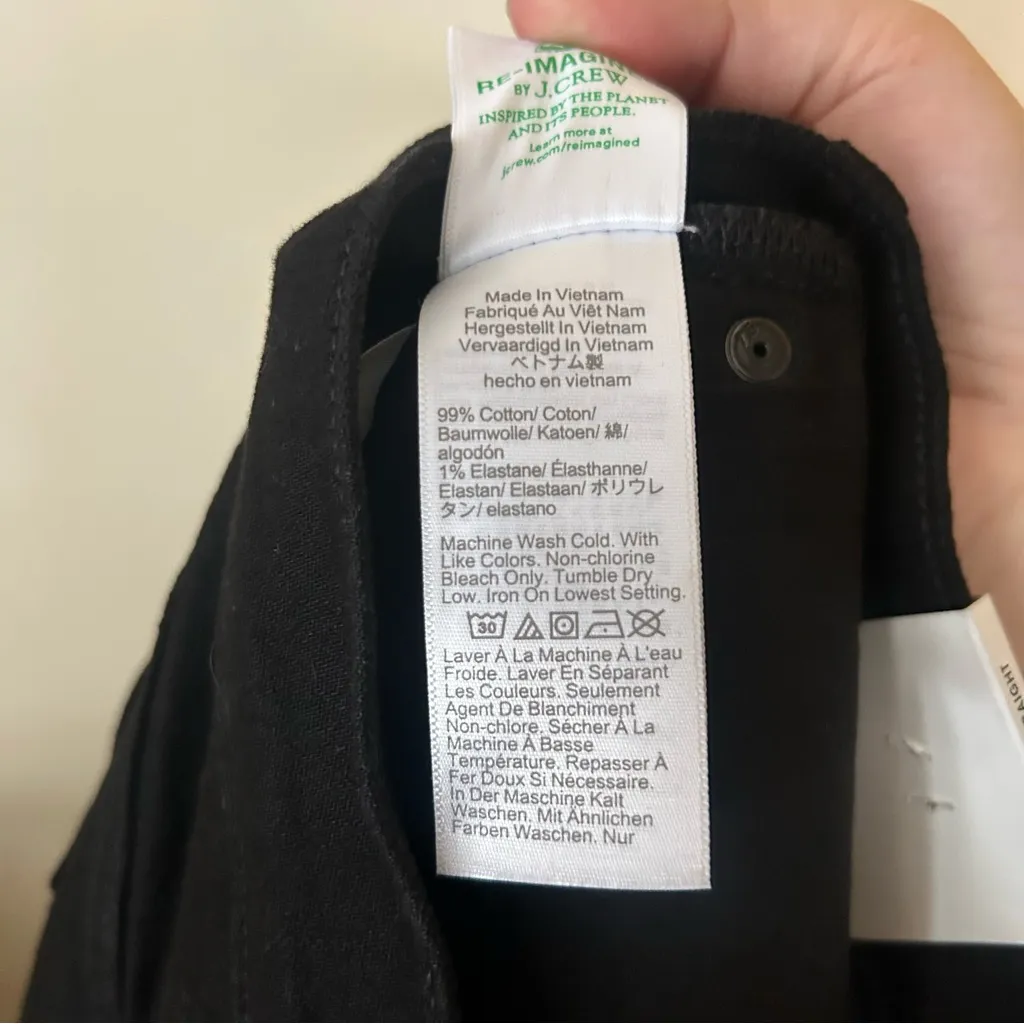 RE-IMAGIN
BY J.CREW
INSPIRED BY THE PLANET
AND ITS PEOPLE.
Learn more at
jcrew.com/reimagined
Made In Vietnam
Fabriqué Au Viêt Nam
Hergestellt In Vietnam
Vervaardigd In Vietnam
ベトナム製
hecho en vietnam
99% Cotton/ Coton/
Baumwolle/ Katoen/ 綿/
algodón
1% Elastane/ Élasthanne/
Elastan/ Elastaan/ ポリウレ
タン/ elastano
Machine Wash Cold. With
Like Colors. Non-chlorine
Bleach Only. Tumble Dry
Low. Iron On Lowest Setting.
30
Laver À La Machine À L'eau
Froide. Laver En Séparant
Les Couleurs. Seulement
Agent De Blanchiment
Non-chlore. Sécher À La
Machine À Basse
Température. Repasser À
Fer Doux Si Nécessaire.
In Der Maschine Kalt
Waschen. Mit Ähnlichen
Farben Waschen. Nur
AIGHT